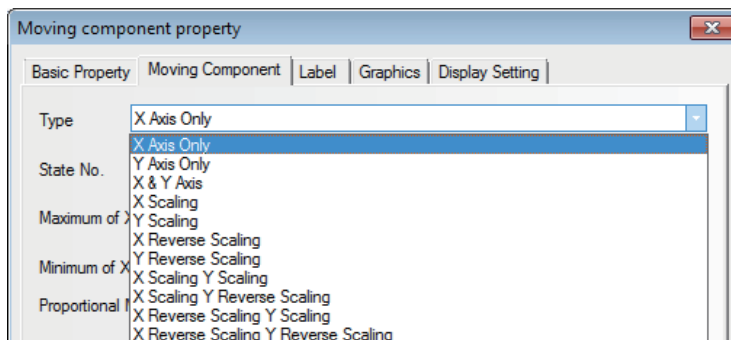 Moving component property
Basic Property Moving Component Label Graphics Display Setting
Type X Axis Only
X Axis Only
State No. Y Axis Only
X & Y Axis
X Scaling
Maximum of Y Scaling
X Reverse Scaling
Minimum of X Y Reverse Scaling
X Scaling Y Scaling
Proportional X Scaling Y Reverse Scaling
X Reverse Scaling Y Scaling
X Reverse Scaling Y Reverse Scaling